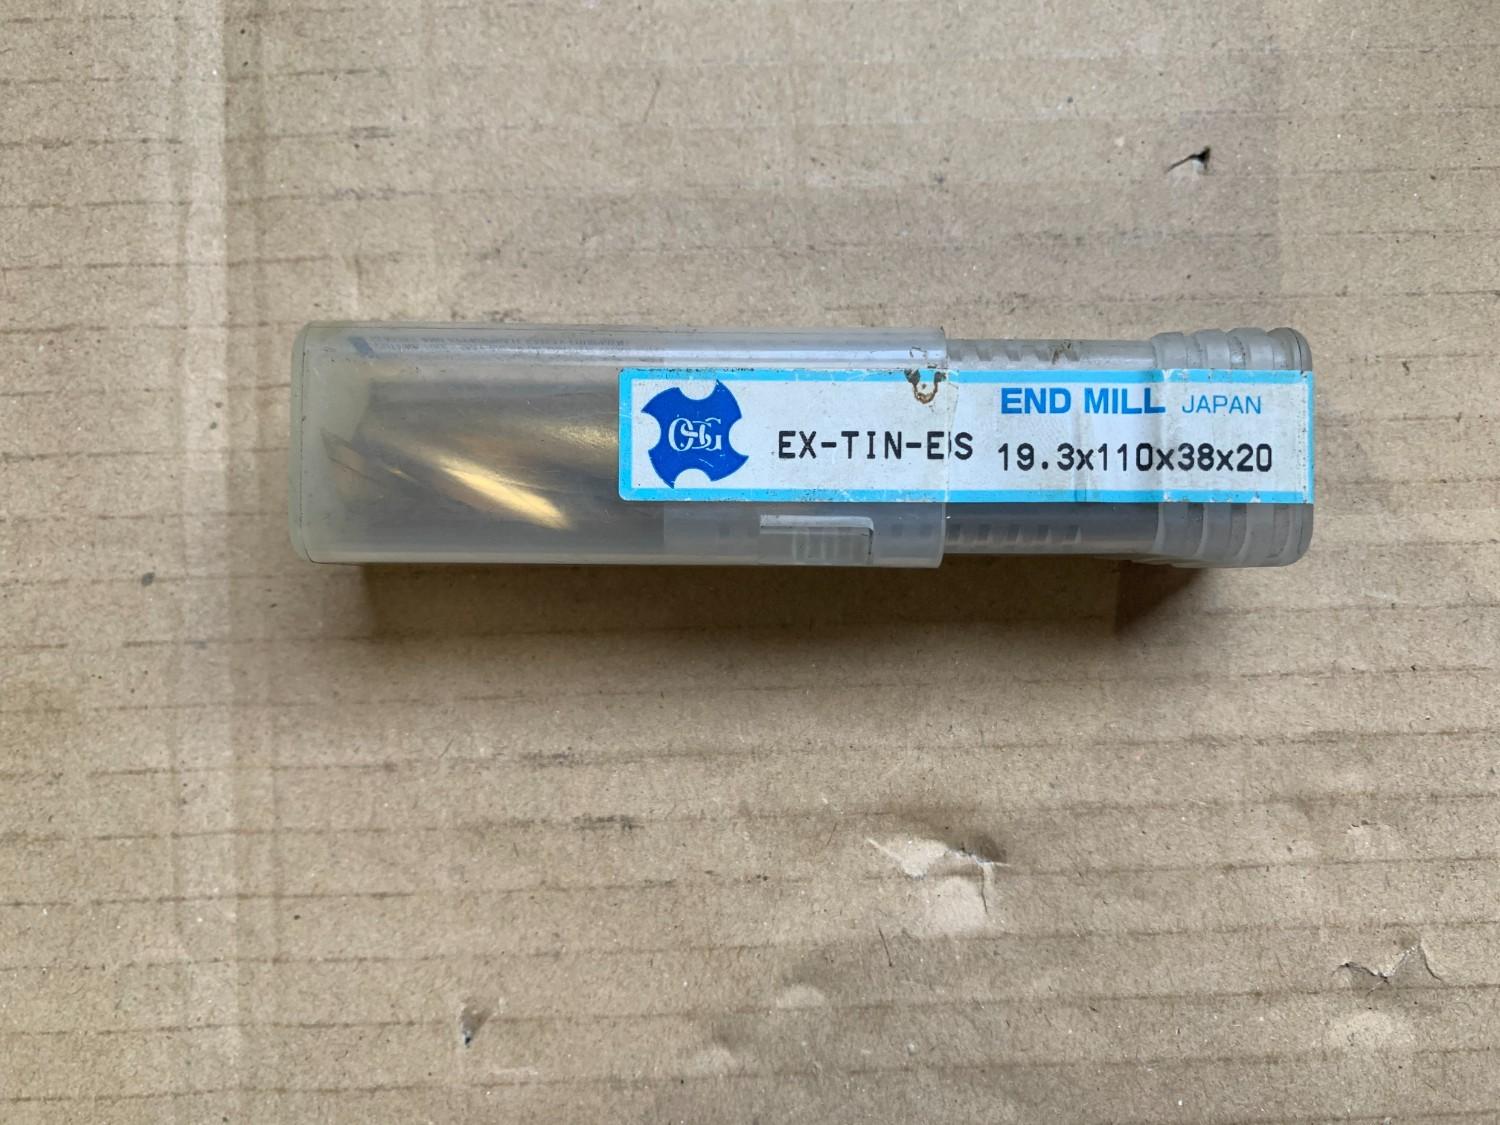 END MILL JAPAN
OSG
EX-TIN-EDS 19.3x110x38x20